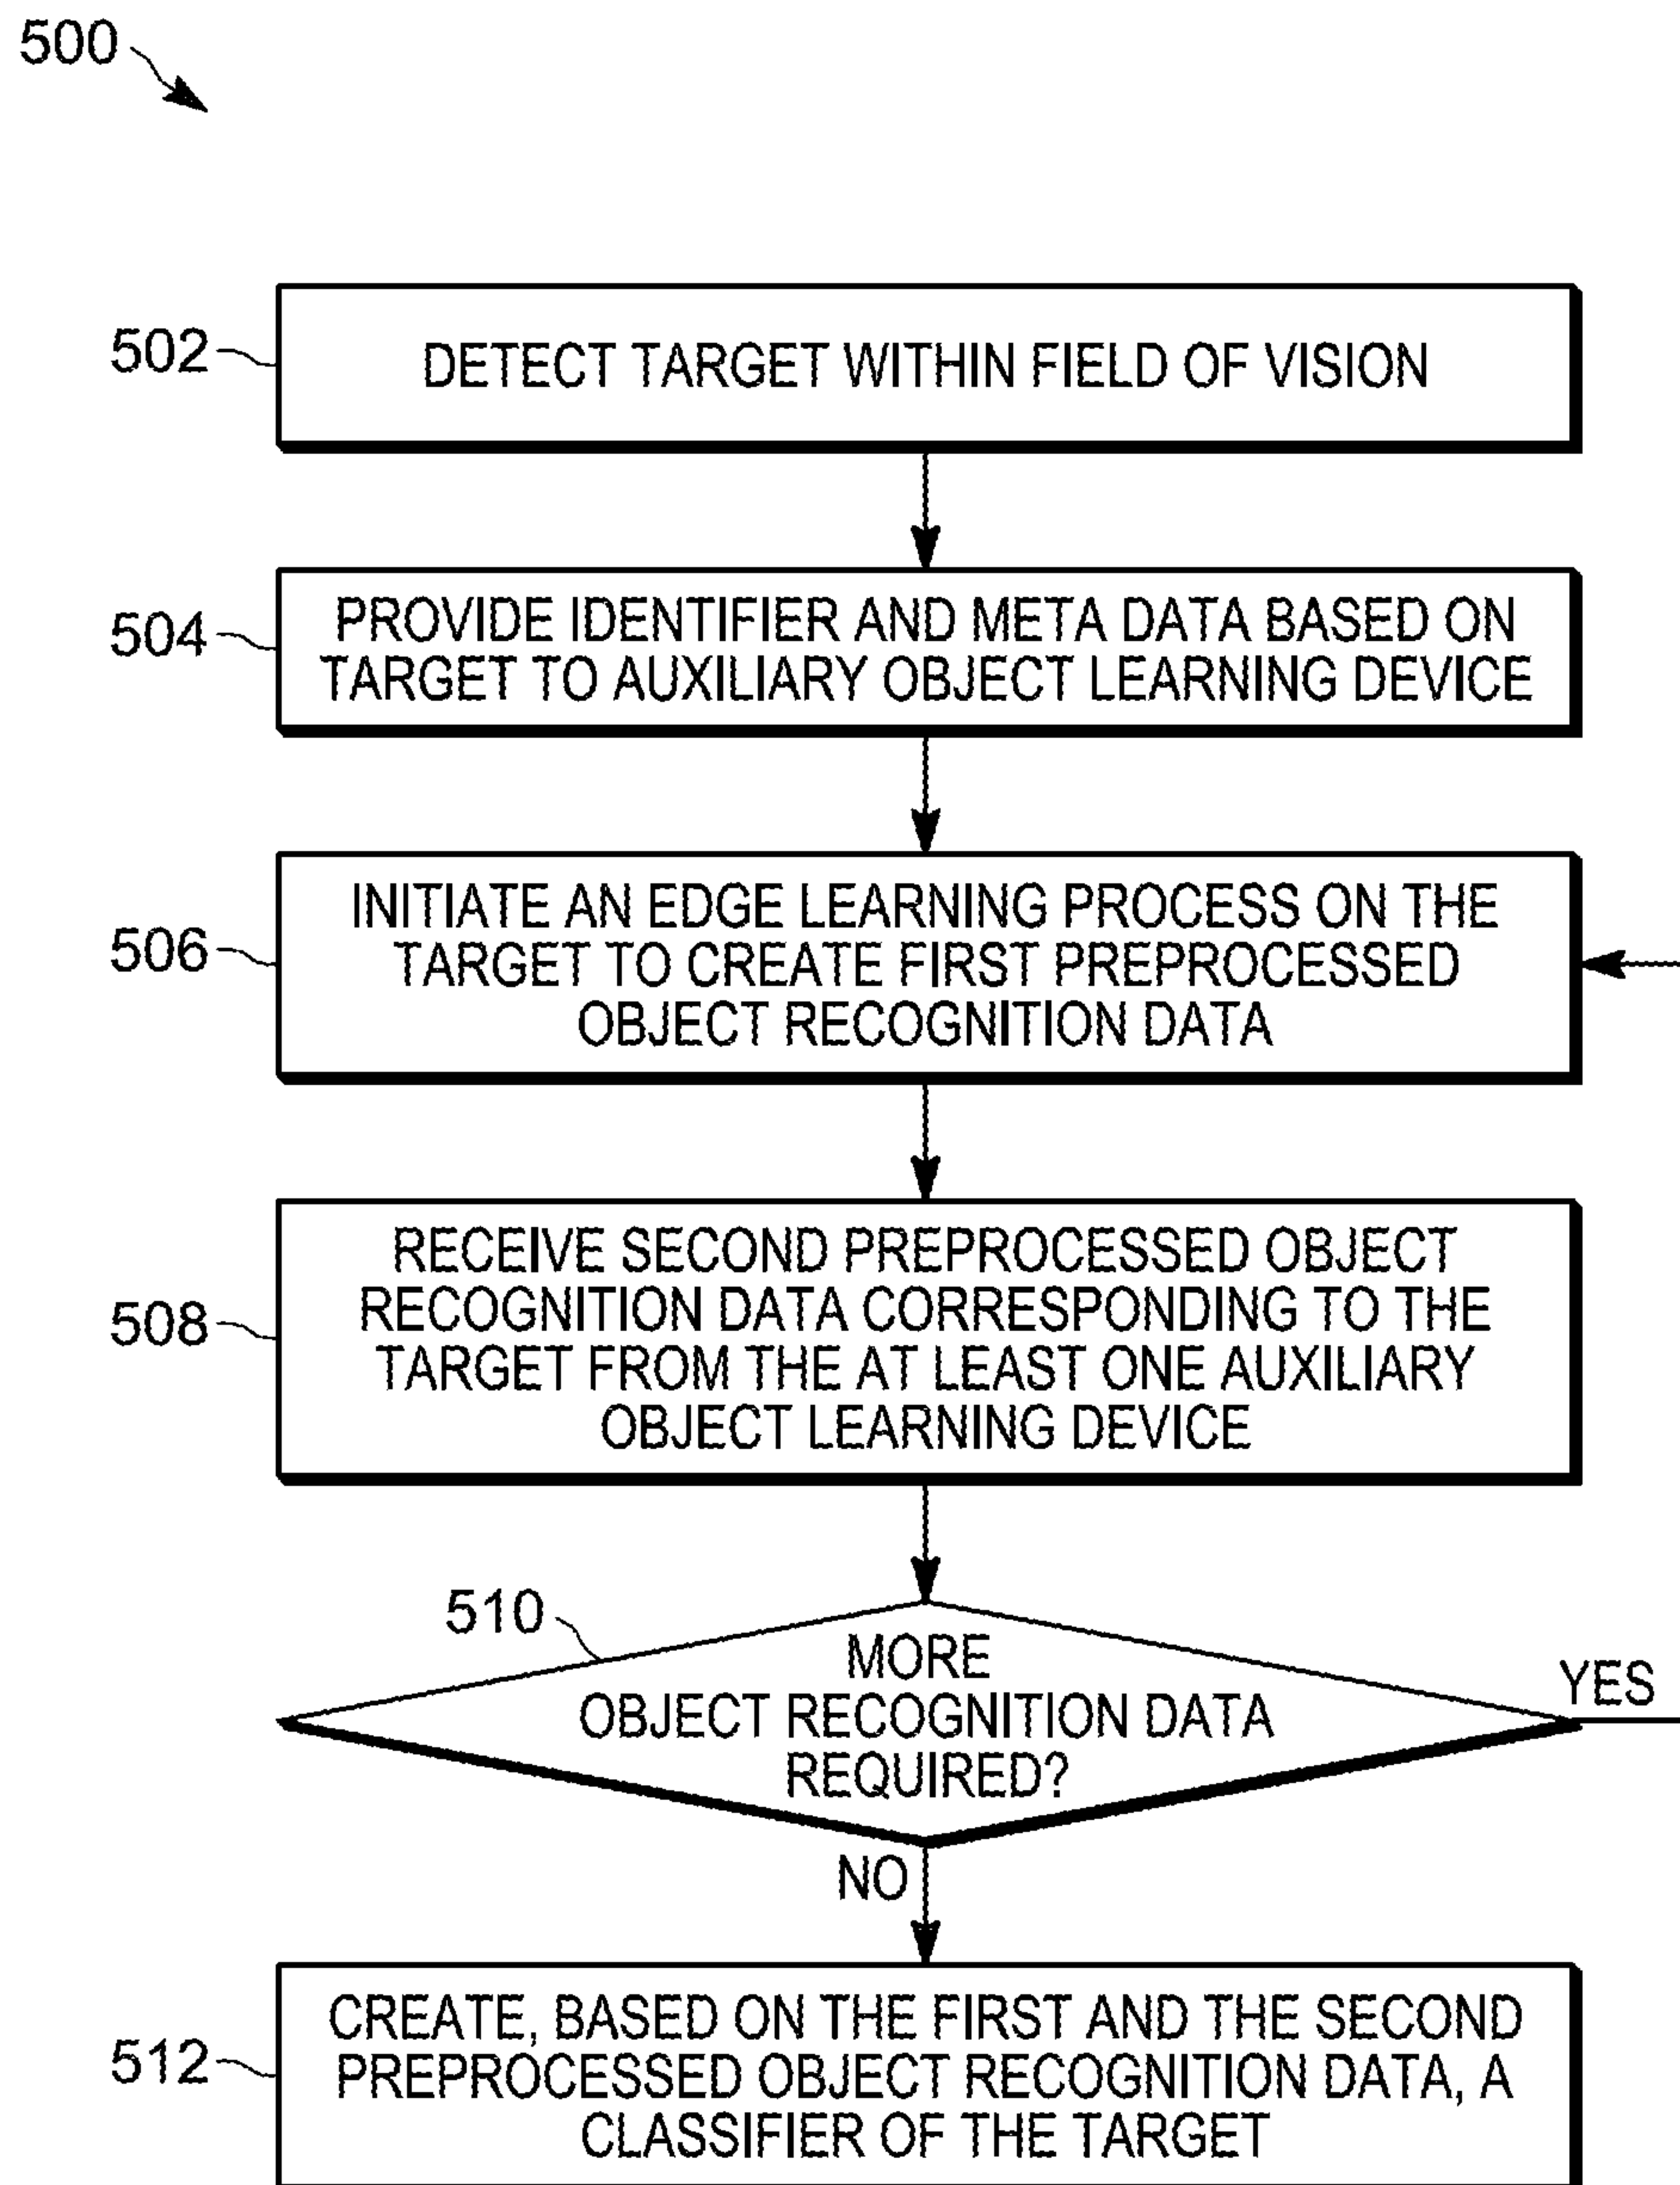 500
502
DETECT TARGET WITHIN FIELD OF VISION
504
PROVIDE IDENTIFIER AND META DATA BASED ON
TARGET TO AUXILIARY OBJECT LEARNING DEVICE
506
INITIATE AN EDGE LEARNING PROCESS ON THE
TARGET TO CREATE FIRST PREPROCESSED
OBJECT RECOGNITION DATA
508
RECEIVE SECOND PREPROCESSED OBJECT
RECOGNITION DATA CORRESPONDING TO THE
TARGET FROM THE AT LEAST ONE AUXILIARY
OBJECT LEARNING DEVICE
510
MORE
OBJECT RECOGNITION DATA
REQUIRED?
YES
NO
512
CREATE, BASED ON THE FIRST AND THE SECOND
PREPROCESSED OBJECT RECOGNITION DATA, A
CLASSIFIER OF THE TARGET